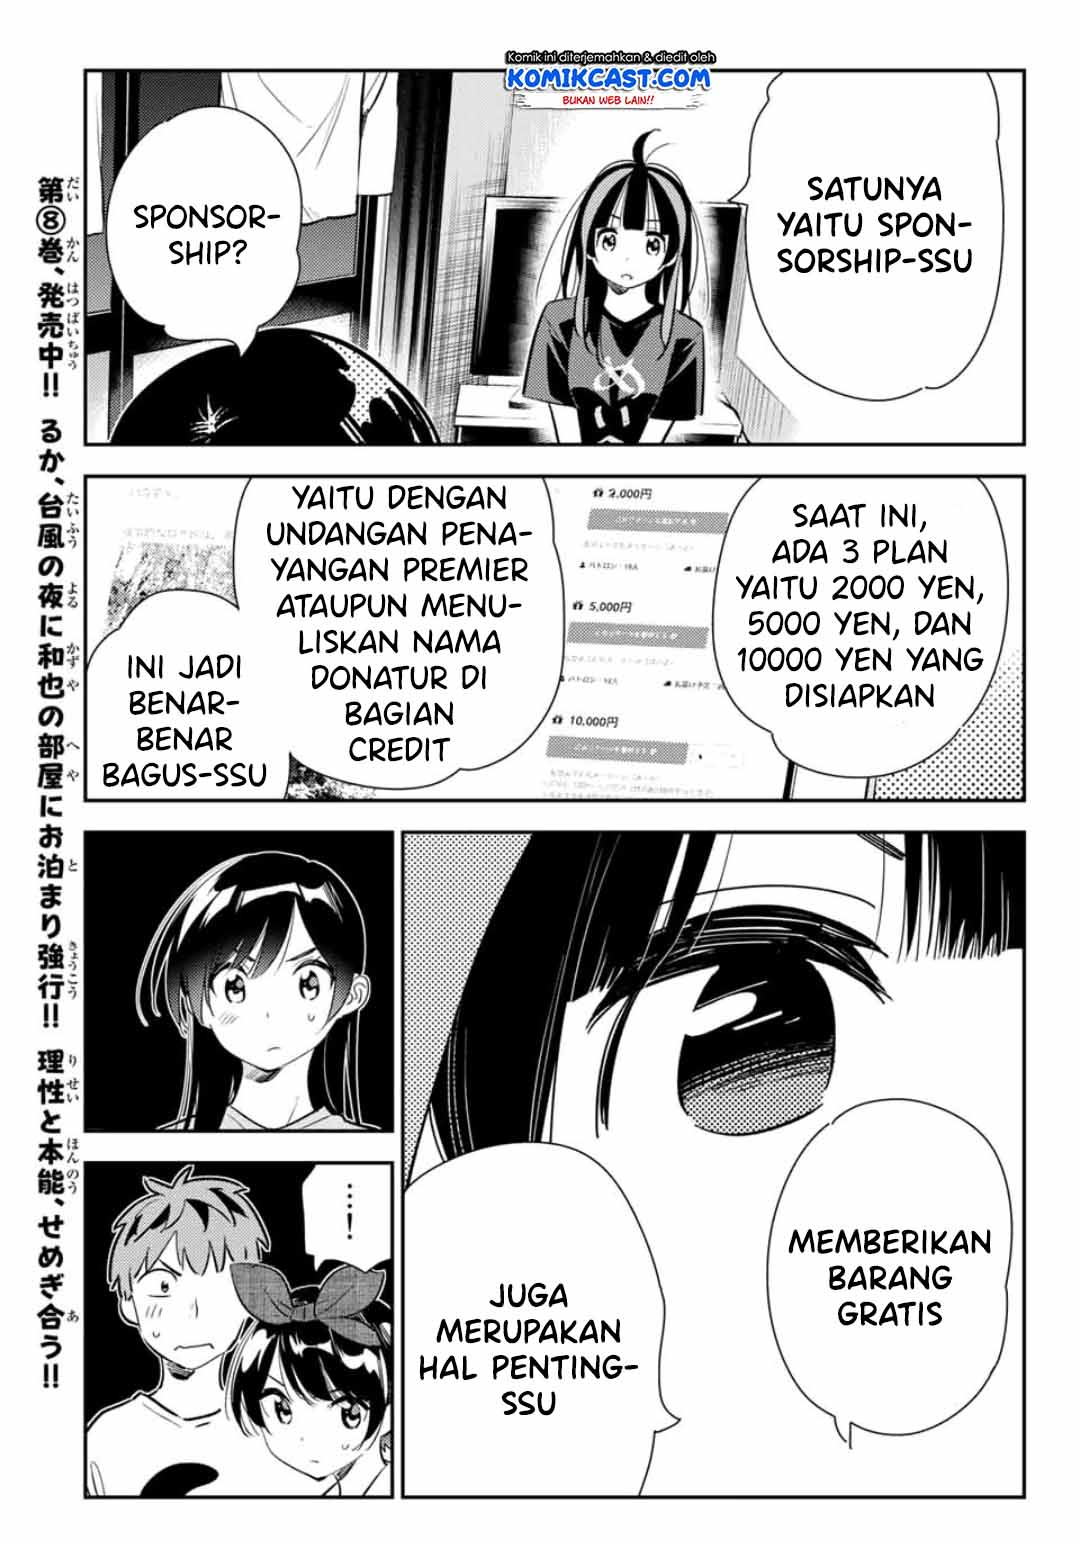 Komik ini diterjemahkan & diedit oleh
KOMIKCAST.COM
BUKAN WEB LAIN!!
SATUNYA
YAITU SPON-
SORSHIP-SSU
SPONSOR-
SHIP?
SAAT INI,
ADA 3 PLAN
YAITU 2000 YEN,
5000 YEN, DAN
10000 YEN YANG
DISIAPKAN
2,000円
5,000円
10,000円
YAITU DENGAN
UNDANGAN PENA-
YANGAN PREMIER
ATAUPUN MENU-
LISKAN NAMA
DONATUR DI
BAGIAN
CREDIT
INI JADI
BENAR-
BENAR
BAGUS-SSU
MEMBERIKAN
BARANG
GRATIS
JUGA
MERUPAKAN
HAL PENTING-
SSU
…！
第⑧巻、発売中!! るか、台風の夜に和也の部屋にお泊まり強行!! 理性と本能、せめぎ合う!!